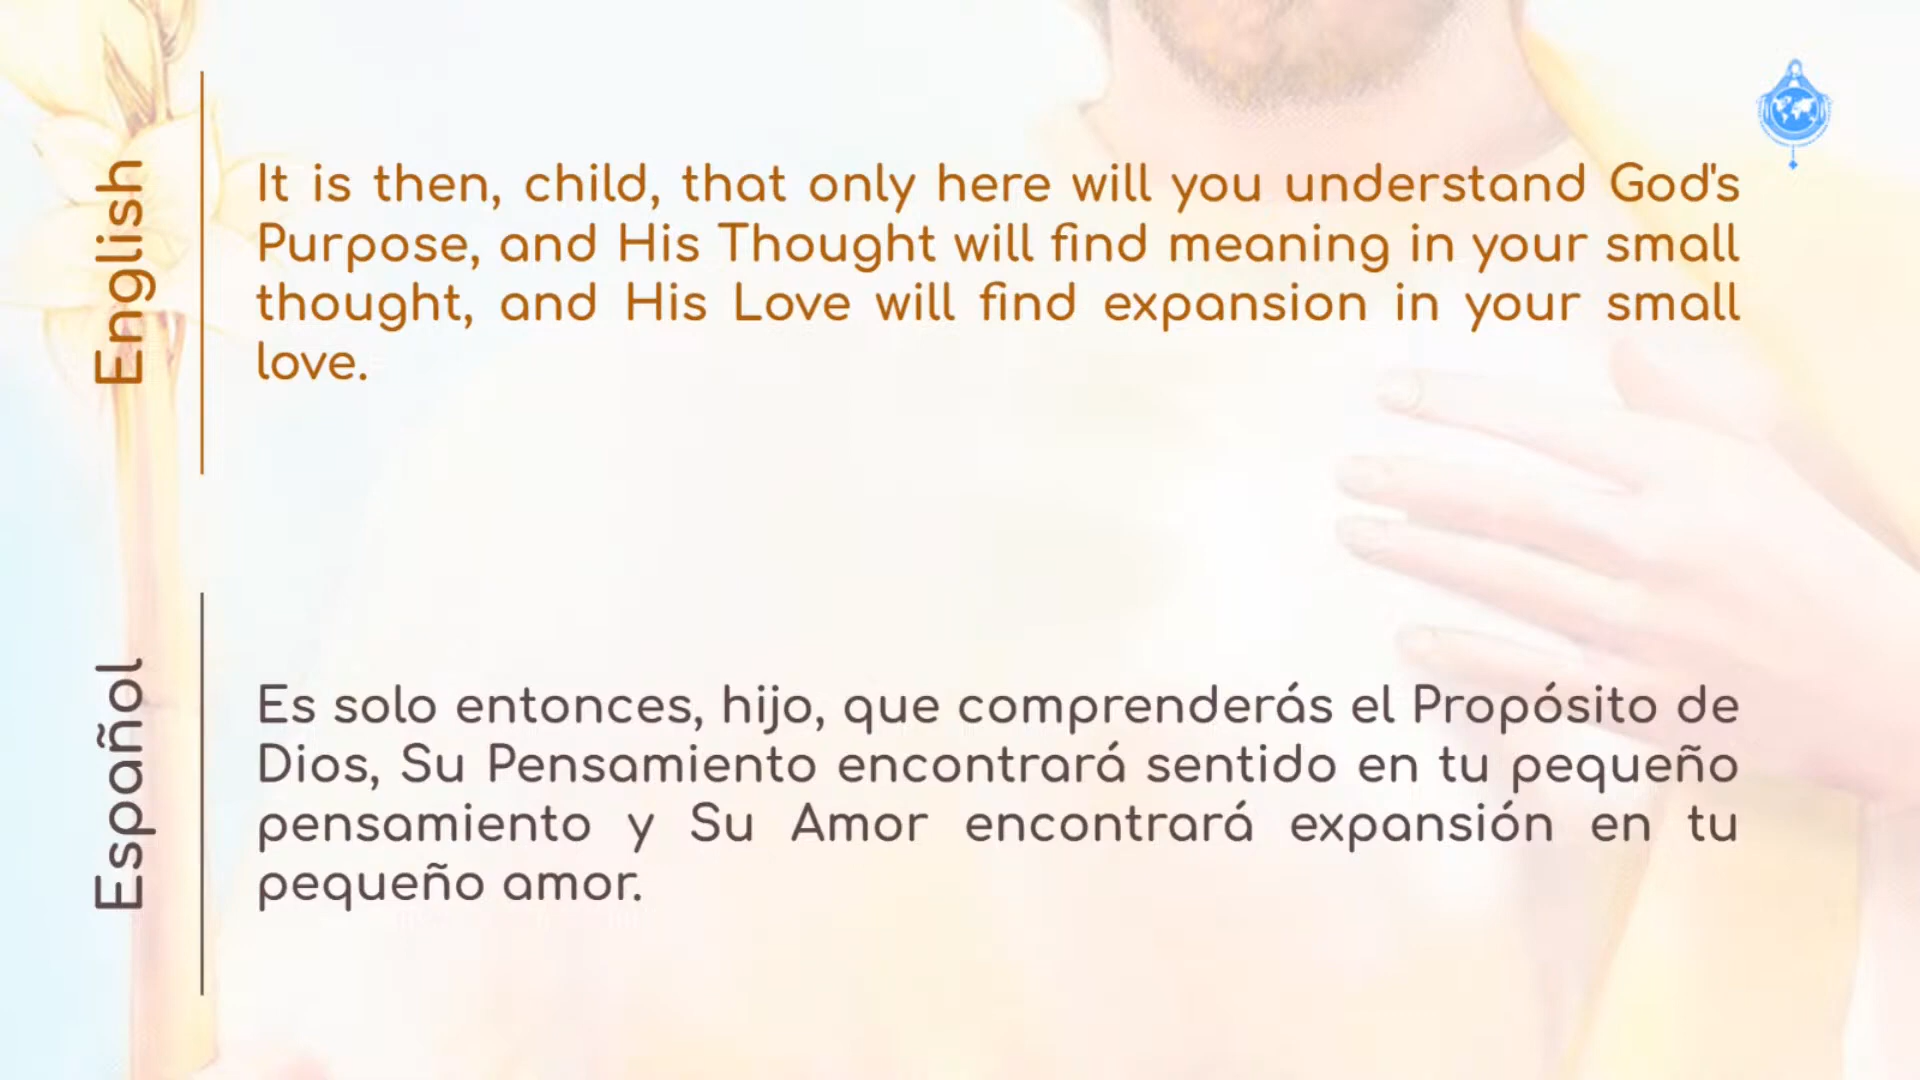 English
It is then, child, that only here will you understand God's
Purpose, and His Thought will find meaning in your small
thought, and His Love will find expansion in your small
love.
Español
Es solo entonces, hijo, que comprenderás el Propósito de
Dios, Su Pensamiento encontrará sentido en tu pequeño
pensamiento y Su Amor encontrará expansión en tu
pequeño amor.